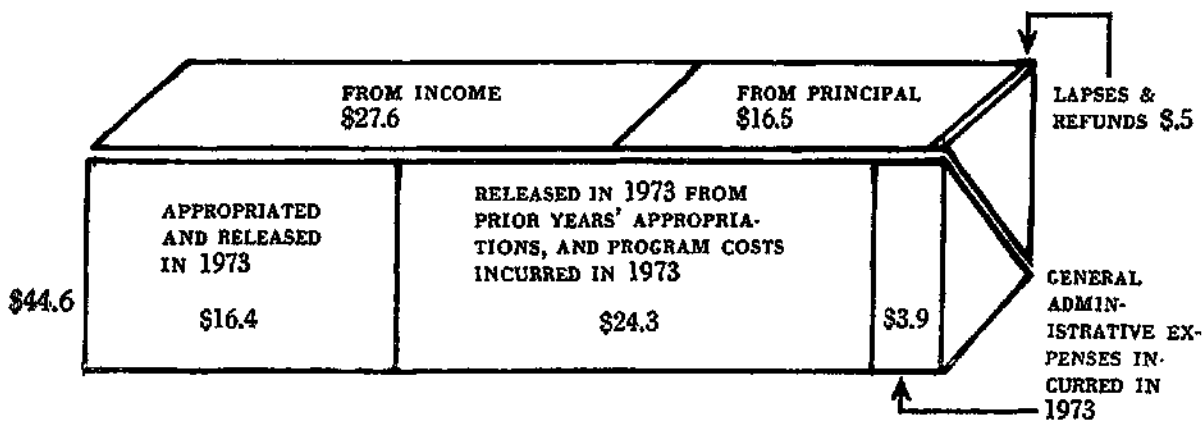 FROM INCOME
$27.6
FROM PRINCIPAL
$16.5
LAPSES &
REFUNDS $.5
$44.6
APPROPRIATED
AND RELEASED
IN 1973
$16.4
RELEASED IN 1973 FROM
PRIOR YEARS' APPROPRIA-
TIONS, AND PROGRAM COSTS
INCURRED IN 1973
$24.3
$3.9
GENERAL
ADMIN-
ISTRATIVE EX-
PENSES IN-
CURRED IN
1973